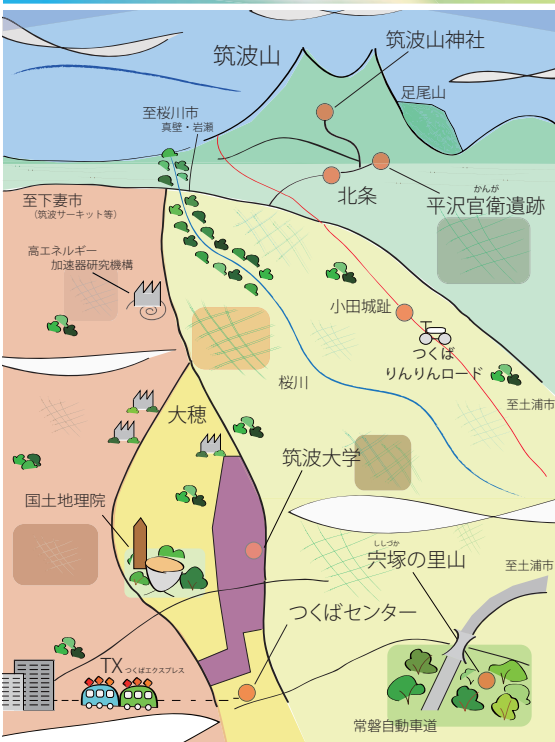 筑波山
筑波山神社
足尾山
至桜川市
真壁・岩瀬
至下妻市
(筑波サーキット等)
北条
かんが
平沢官衛遺跡
高エネルギー
加速器研究機構
小田城趾
つくば
りんりんロード
桜川
至土浦市
大穂
筑波大学
国土地理院
ししづか
宍塚の里山
至土浦市
つくばセンター
TX つくばエクスプレス
常磐自動車道